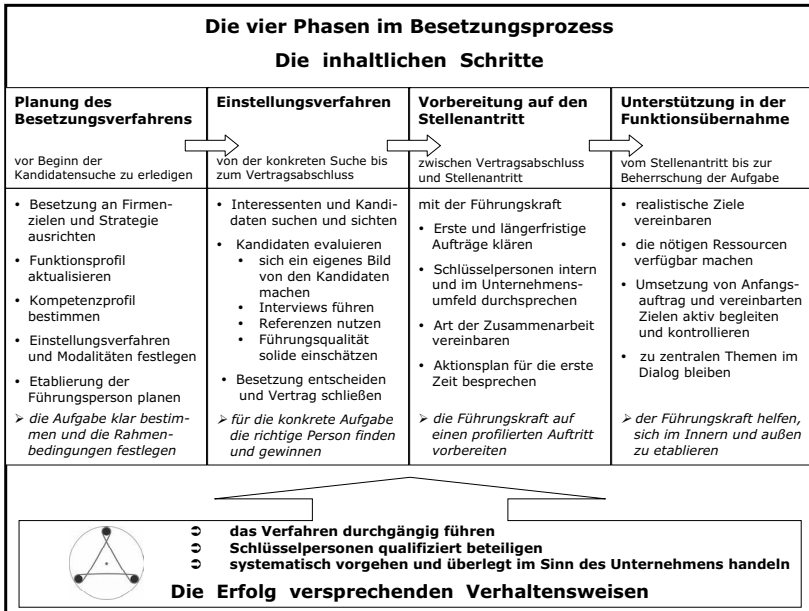 Die vier Phasen im Besetzungsprozess
Die inhaltlichen Schritte
Planung des
Besetzungsverfahrens
vor Beginn der
Kandidatensuche zu erledigen
• Besetzung an Firmen-
zielen und Strategie
ausrichten
• Funktionsprofil
aktualisieren
• Kompetenzprofil
bestimmen
• Einstellungsverfahren
und Modalitäten festlegen
• Etablierung der
Führungsperson planen
➢ die Aufgabe klar bestim-
men und die Rahmen-
bedingungen festlegen
Einstellungsverfahren
von der konkreten Suche bis
zum Vertragsabschluss
• Interessenten und Kandi-
daten suchen und sichten
• Kandidaten evaluieren
• sich ein eigenes Bild
von den Kandidaten
machen
• Interviews führen
• Referenzen nutzen
• Führungsqualität
solide einschätzen
• Besetzung entscheiden
und Vertrag schließen
➢ für die konkrete Aufgabe
die richtige Person finden
und gewinnen
Vorbereitung auf den
Stellenantritt
zwischen Vertragsabschluss
und Stellenantritt
mit der Führungskraft
• Erste und längerfristige
Aufträge klären
• Schlüsselpersonen intern
und im Unternehmens-
umfeld durchsprechen
• Art der Zusammenarbeit
vereinbaren
• Aktionsplan für die erste
Zeit besprechen
➢ die Führungskraft auf
einen profilierten Auftritt
vorbereiten
Unterstützung in der
Funktionsübernahme
vom Stellenantritt bis zur
Beherrschung der Aufgabe
• realistische Ziele
vereinbaren
• die nötigen Ressourcen
verfügbar machen
• Umsetzung von Anfangs-
auftrag und vereinbarten
Zielen aktiv begleiten
und kontrollieren
• zu zentralen Themen im
Dialog bleiben
➢ der Führungskraft helfen,
sich im Innern und außen
zu etablieren
➲ das Verfahren durchgängig führen
➲ Schlüsselpersonen qualifiziert beteiligen
➲ systematisch vorgehen und überlegt im Sinn des Unternehmens handeln
Die Erfolg versprechenden Verhaltensweisen